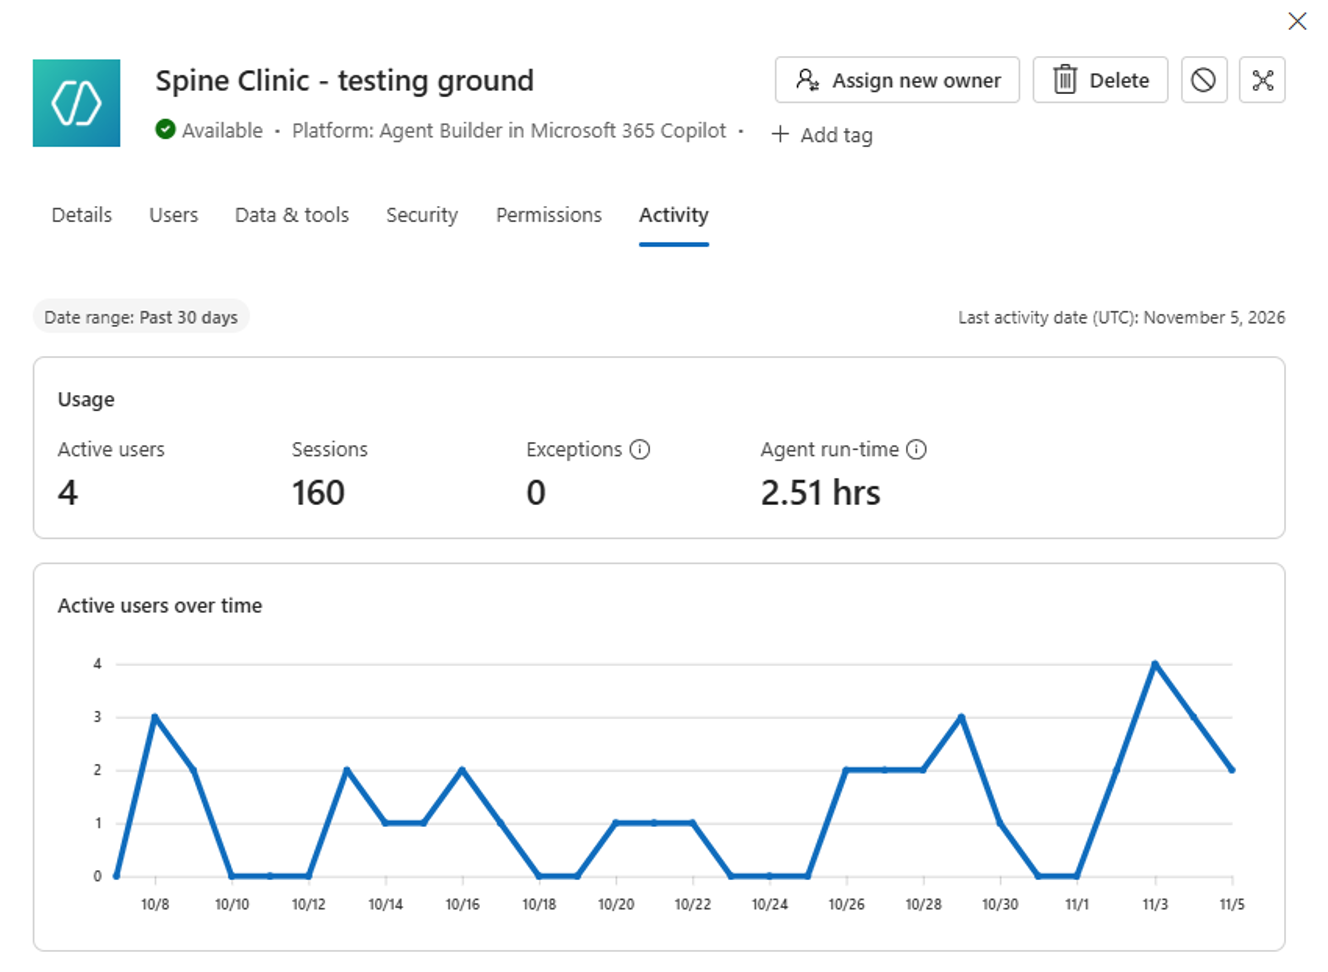 Spine Clinic - testing ground
Assign new owner
Delete
Available • Platform: Agent Builder in Microsoft 365 Copilot •
+ Add tag
Details Users Data & tools Security Permissions Activity
Date range: Past 30 days
Last activity date (UTC): November 5, 2026
Usage
Active users Sessions Exceptions Agent run-time
4 160 0 2.51 hrs
Active users over time
4
3
2
1
0
10/8 10/10 10/12 10/14 10/16 10/18 10/20 10/22 10/24 10/26 10/28 10/30 11/1 11/3 11/5